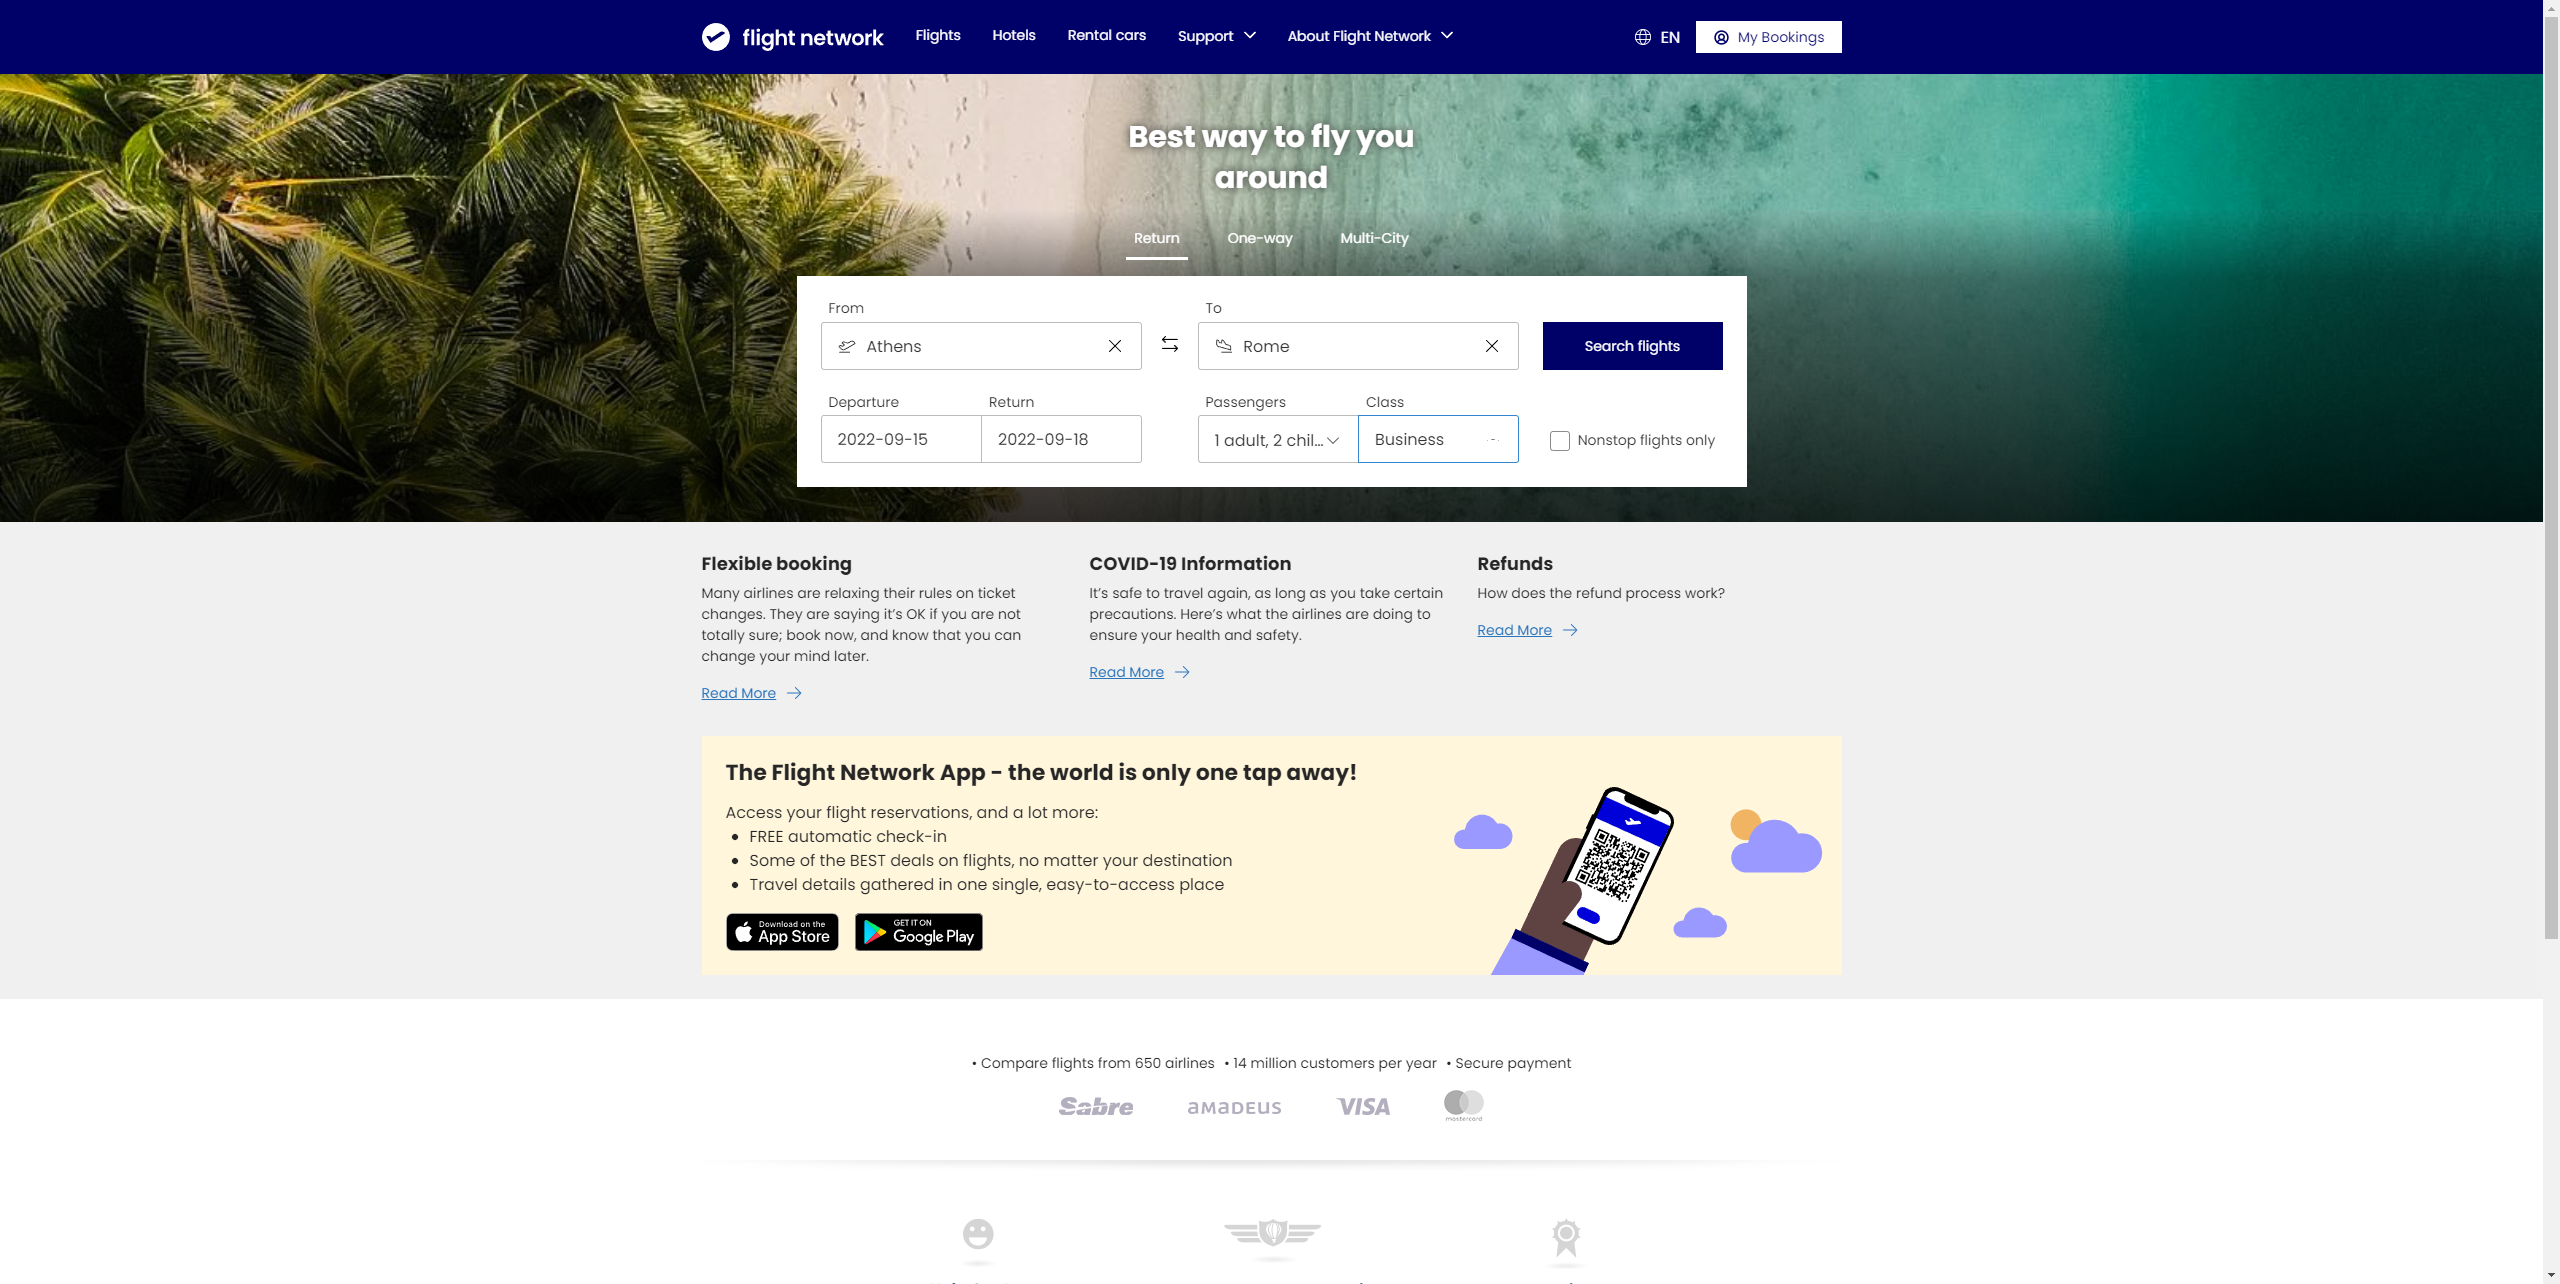 flight network
Flights
Hotels
Rental cars
Support
About Flight Network
EN
My Bookings
Best way to fly you
around
Return
One-way
Multi-City
From
To
Athens
Rome
Search flights
Departure
Return
Passengers
Class
2022-09-15
2022-09-18
1 adult, 2 chil...
Business
Nonstop flights only
Flexible booking
Many airlines are relaxing their rules on ticket
changes. They are saying it's OK if you are not
totally sure; book now, and know that you can
change your mind later.
Read More
COVID-19 Information
It's safe to travel again, as long as you take certain
precautions. Here's what the airlines are doing to
ensure your health and safety.
Read More
Refunds
How does the refund process work?
Read More
The Flight Network App - the world is only one tap away!
Access your flight reservations, and a lot more:
• FREE automatic check-in
• Some of the BEST deals on flights, no matter your destination
• Travel details gathered in one single, easy-to-access place
Download on the
App Store
GET IT ON
Google Play
• Compare flights from 650 airlines • 14 million customers per year • Secure payment
Sabre
amadeus
VISA
mastercard